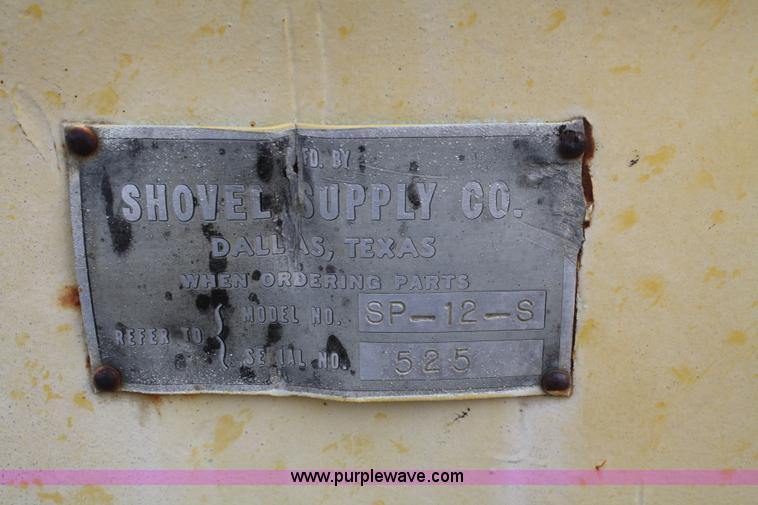 MFD. BY
SHOVEL SUPPLY CO.
DALLAS, TEXAS
WHEN ORDERING PARTS
REFER TO { MODEL NO. SP-12-S
SERIAL NO. 525
www.purplewave.com